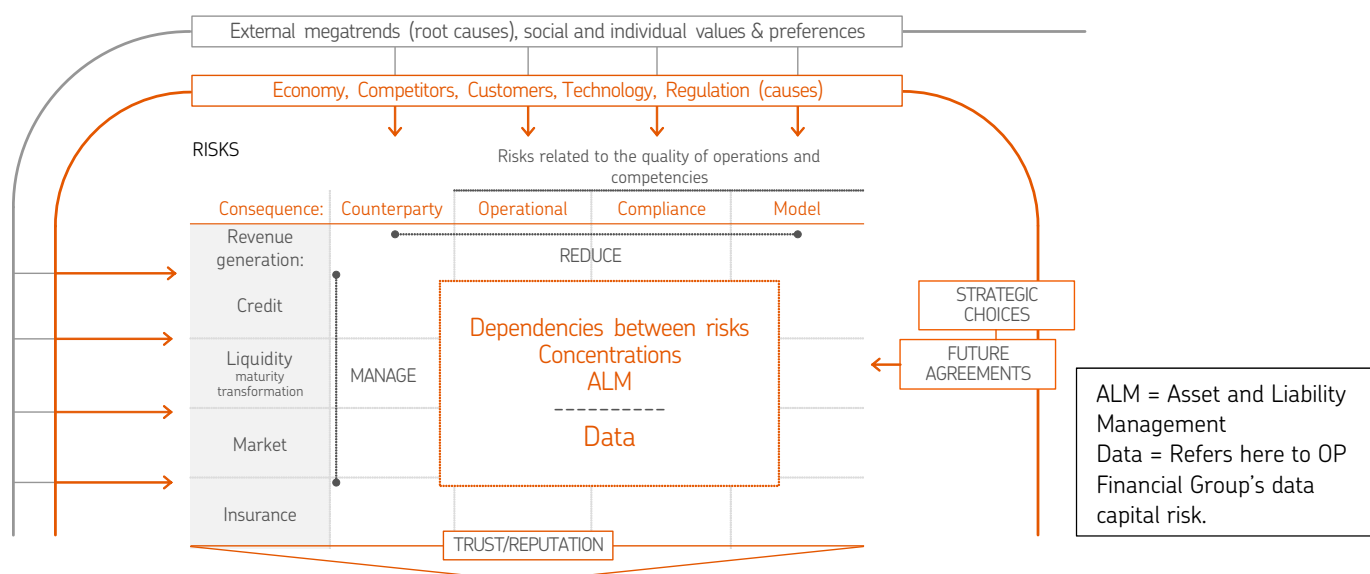 External megatrends (root causes), social and individual values & preferences
Economy, Competitors, Customers, Technology, Regulation (causes)
RISKS
Risks related to the quality of operations and
competencies
Consequence:
Counterparty
Operational
Compliance
Model
Revenue
generation:
REDUCE
Credit
Liquidity
maturity
transformation
MANAGE
Market
Insurance
Dependencies between risks
Concentrations
ALM
Data
STRATEGIC
CHOICES
FUTURE
AGREEMENTS
TRUST/REPUTATION
ALM = Asset and Liability
Management
Data = Refers here to OP
Financial Group’s data
capital risk.